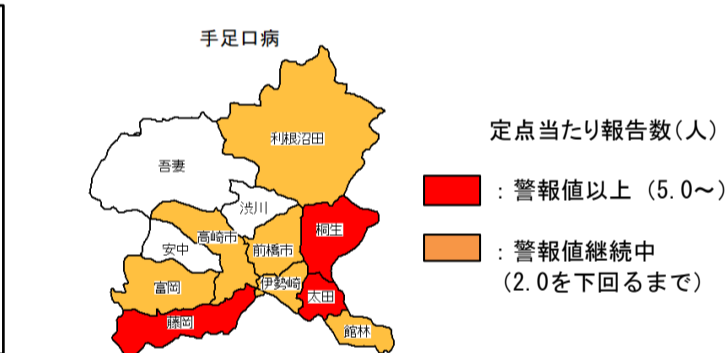 手足口病
利根沼田
吾妻
渋川
桐生
高崎市
前橋市
安中
伊勢崎
富岡
太田
藤岡
館林
定点当たり報告数(人)
：警報値以上 (5.0～)
：警報値継続中
(2.0を下回るまで)